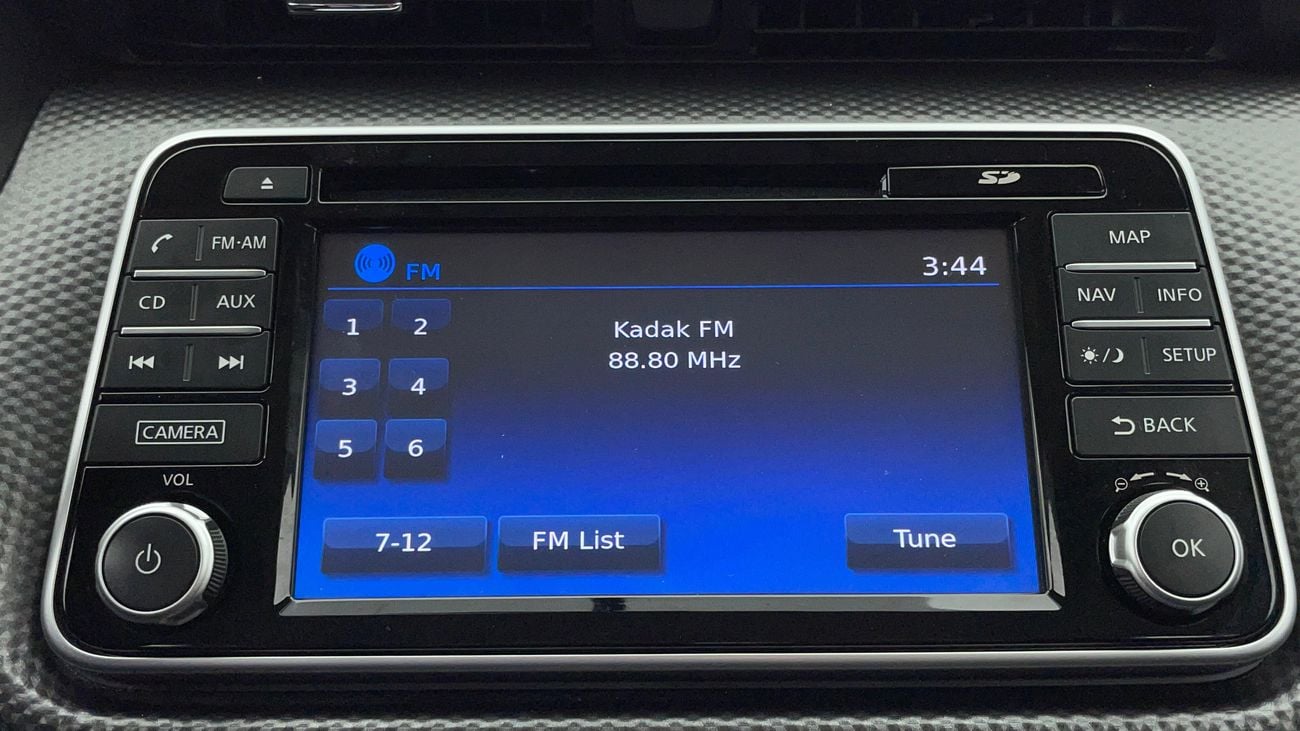 SD
FM·AM
CD AUX
CAMERA
VOL
FM
3:44
1 2
3 4
5 6
Kadak FM
88.80 MHz
7-12
FM List
Tune
MAP
NAV INFO
SETUP
BACK
OK